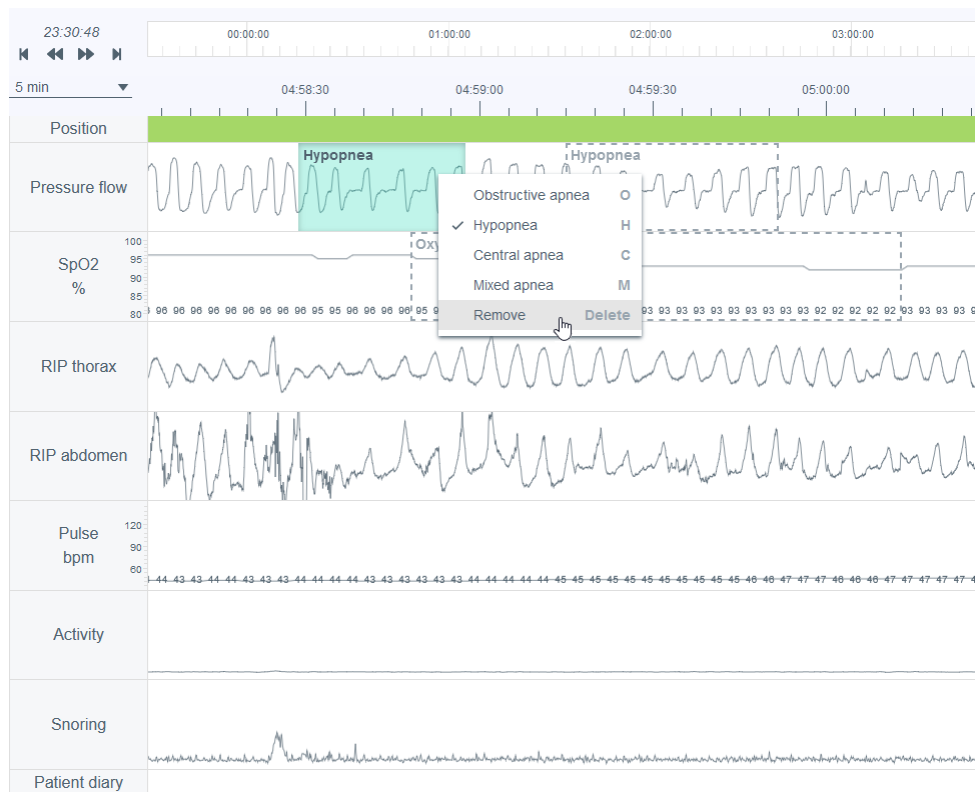 23:30:48
00:00:00 01:00:00 02:00:00 03:00:00
5 min
04:58:30 04:59:00 04:59:30 05:00:00
Position
Pressure flow
Hypopnea
Hypopnea
Obstructive apnea O
Hypopnea H
Central apnea C
Mixed apnea M
Remove Delete
SpO2
%
100
95
90
85
80
Oxy
96 96 96 96 96 96 96 96 95 95 95 96 96 96 96 95
93 93 93 93 93 93 93 93 93 93 92 92 92 92 92 93 93 93 93
RIP thorax
RIP abdomen
Pulse
bpm
120
90
60
44 43 43 44 44 43 43 43 44 44 44 44 43 43 43 43 43 43 44 44 44 44 44 45 45 45 45 45 45 45 45 45 45 46 46 46 47 47 46 46 46 47 47 47 47
Activity
Snoring
Patient diary